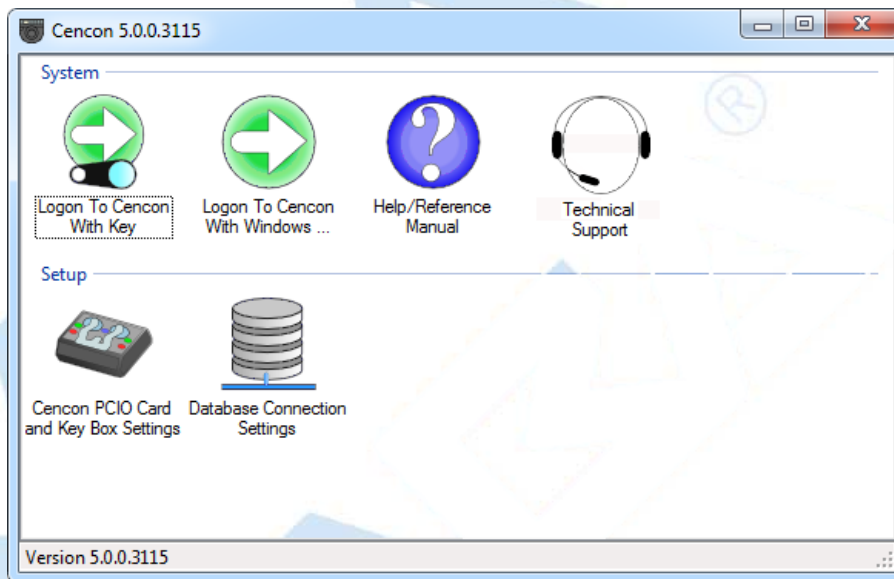 Cencon 5.0.0.3115
System
Logon To Cencon
With Key
Logon To Cencon
With Windows ...
Help/Reference
Manual
Technical
Support
Setup
Cencon PCIO Card
and Key Box Settings
Database Connection
Settings
Version 5.0.0.3115